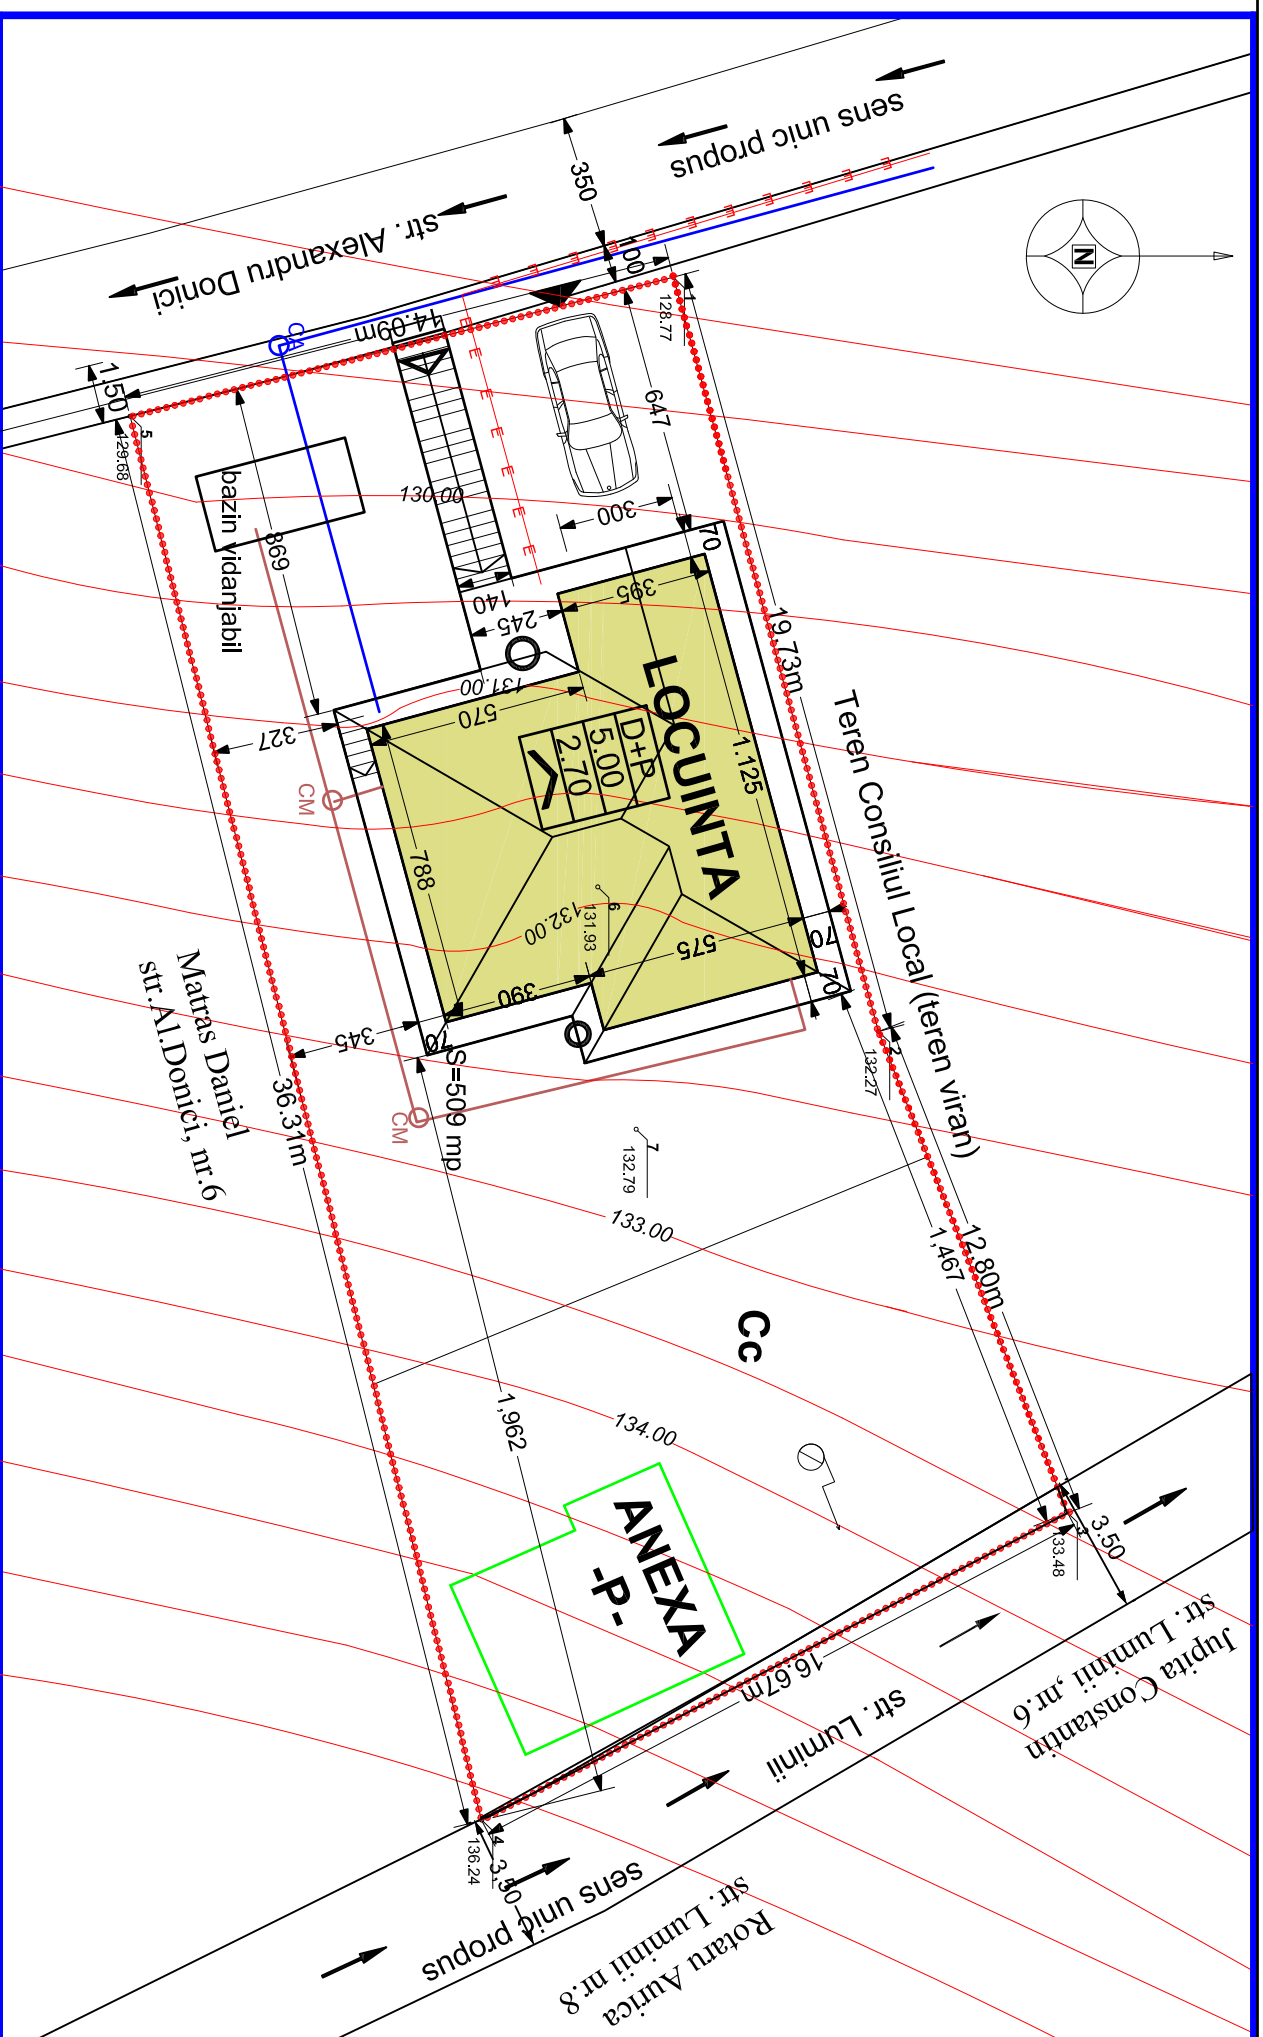 sens unic propus
str. Alexandru Donici
350
100
1
128.77
14.09m
CA
1.50
5
129.68
647
130.00
300
bazin vidanjabil
869
N
70
140
245
395
19.73m
Teren Consiliul Local (teren viran)
131.00
570
327
LOCUINTA
D+P
5.00
2.70
1.125
CM
788
132.00
6
131.93
575
70
70
390
345
70
S=509 mp
Matras Daniel
str.Al.Donici, nr.6
36.31m
CM
2
132.27
7
132.79
133.00
12.80m
1,467
Cc
134.00
1,962
ANEXA
-P-
3
133.48
3.50
16.67m
str. Luminii
Jupita Constantin
str. Luminii ,nr.6
4
136.24
3,50
sens unic propus
Rotaru Aurica
str. Luminii nr.8
E E E E E E E E E E E
E E E E E E E